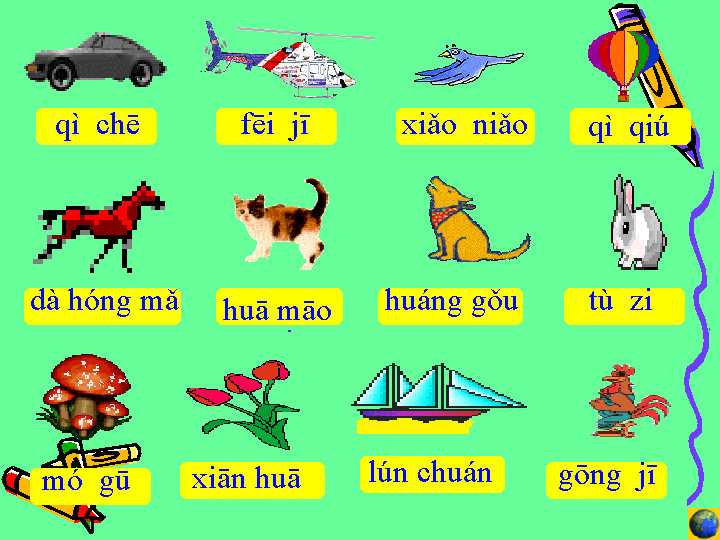 qì chē
fēi jī
xiǎo niǎo
qì qiú
dà hóng mǎ
huā māo
huáng gǒu
tù zi
mó gū
xiān huā
lún chuán
gōng jī